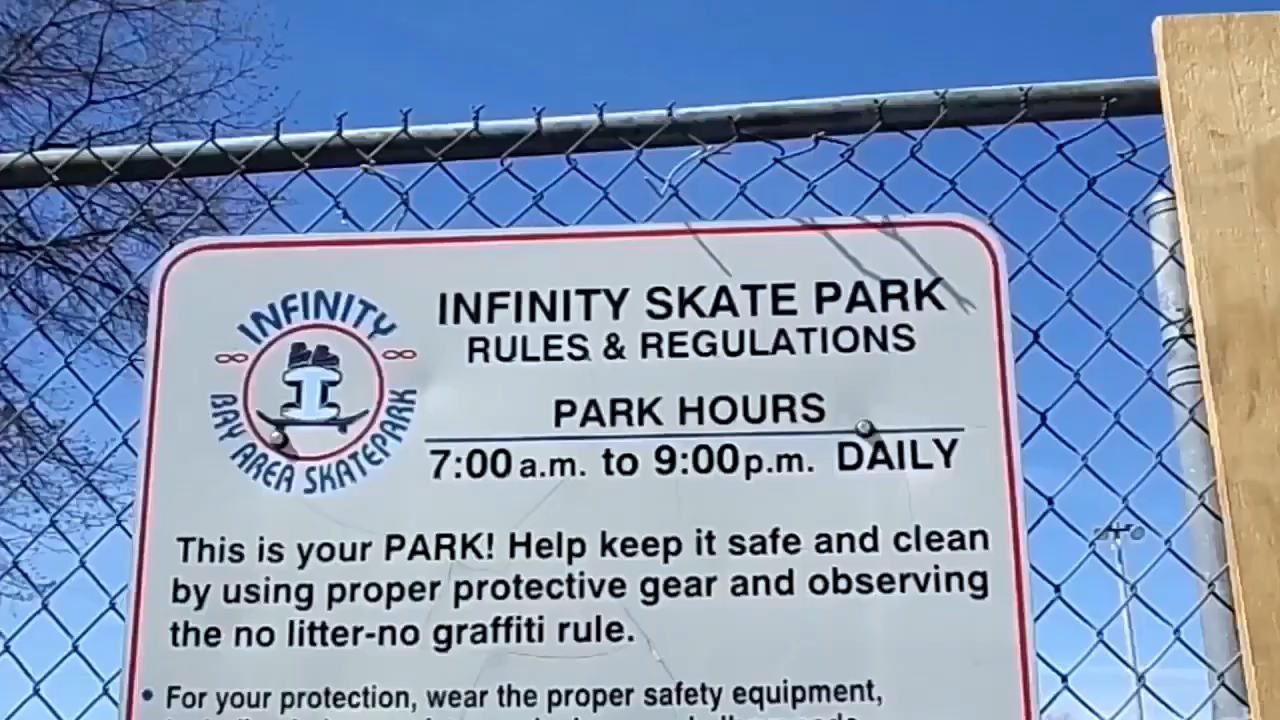 INFINITY
BAY AREA SKATEPARK
INFINITY SKATE PARK
RULES & REGULATIONS
PARK HOURS
7:00 a.m. to 9:00 p.m. DAILY
This is your PARK! Help keep it safe and clean
by using proper protective gear and observing
the no litter-no graffiti rule.
• For your protection, wear the proper safety equipment,